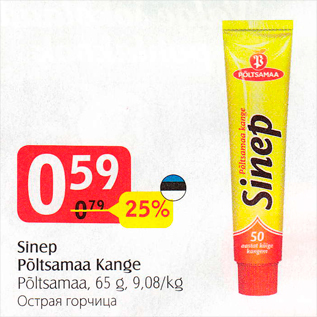 P
PÕLTSAMAA
Põltsamaa kange
Sinep
50
0.59
0.79
25%
Sinep
Põltsamaa Kange
Põltsamaa, 65 g, 9,08/kg
Острая горчица